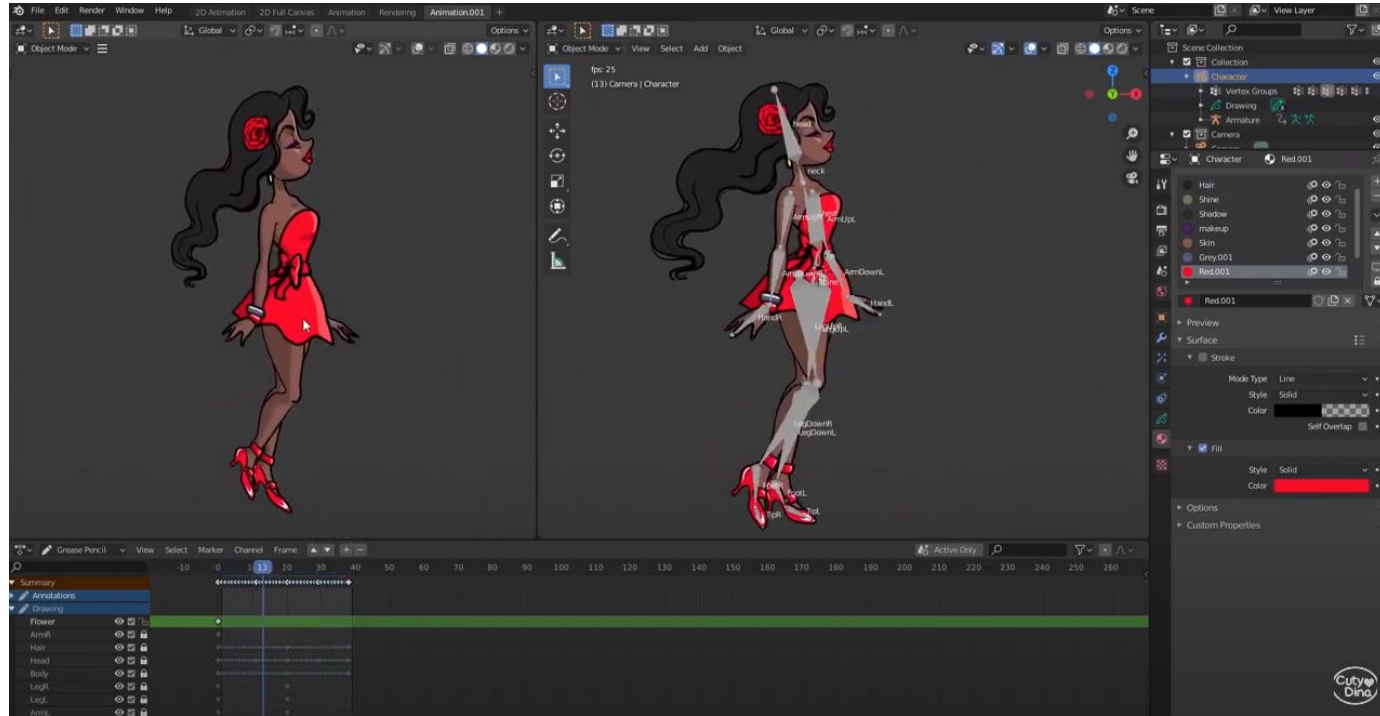 File Edit Render Window Help 2D Animation 2D Full Canvas Animation Rendering Animation.001 + Scene View Layer
Global Options
Object Mode
Global Options
Object Mode View Select Add Object
fps: 25
(13) Camera | Character
head
neck
ArmUpL
ArmDownL
HandL
HandR
LegDownR
LegDownL
FootL
TipR TipL
Scene Collection
Collection
Character
Vertex Groups
Drawing
Armature
Camera
Character Red.001
Hair
Shine
Shadow
makeup
Skin
Grey.001
Red.001
Red.001
Preview
Surface
Stroke
Mode Type Line
Style Solid
Color
Self Overlap
Fill
Style Solid
Color
Options
Custom Properties
Grease Pencil View Select Marker Channel Frame Active Only
-10 0 10 13 20 30 40 50 60 70 80 90 100 110 120 130 140 150 160 170 180 190 200 210 220 230 240 250 260
Summary
Annotations
Drawing
Flower
ArmR
Hair
Head
Body
LegR
LegL
ArmL
Cuty
Dina